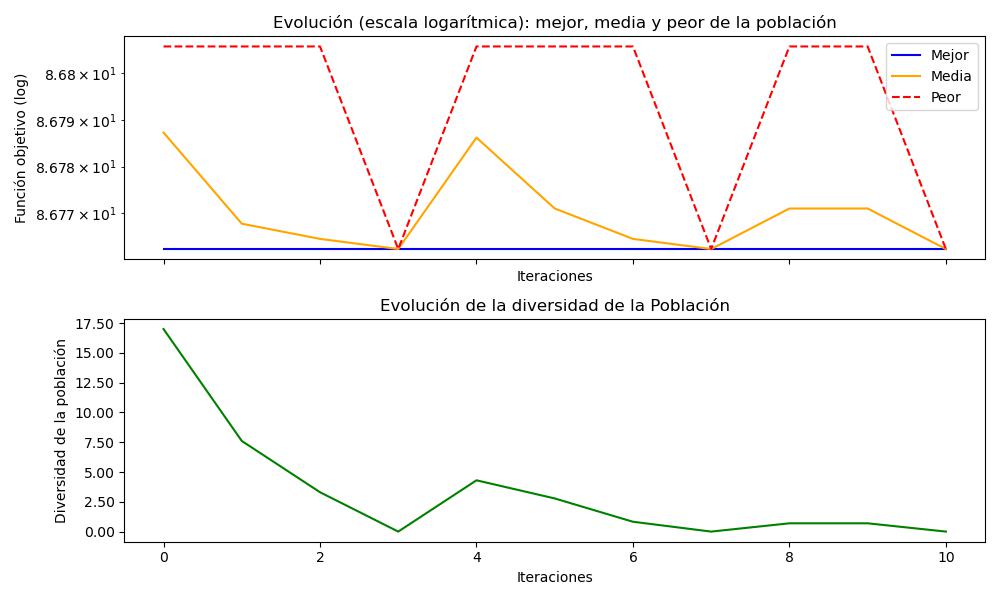 Evolución (escala logarítmica): mejor, media y peor de la población
Función objetivo (log)
8.68 × 10¹
8.679 × 10¹
8.678 × 10¹
8.677 × 10¹
Mejor
Media
Peor
Iteraciones
Evolución de la diversidad de la Población
Diversidad de la población
17.50
15.00
12.50
10.00
7.50
5.00
2.50
0.00
0 2 4 6 8 10
Iteraciones